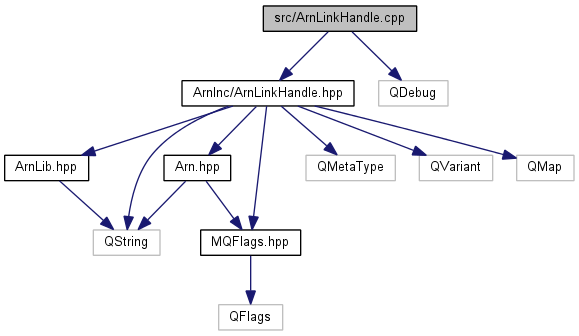 src/ArnLinkHandle.cpp
ArnInc/ArnLinkHandle.hpp
QDebug
ArnLib.hpp
Arn.hpp
QMetaType
QVariant
QMap
QString
MQFlags.hpp
QFlags